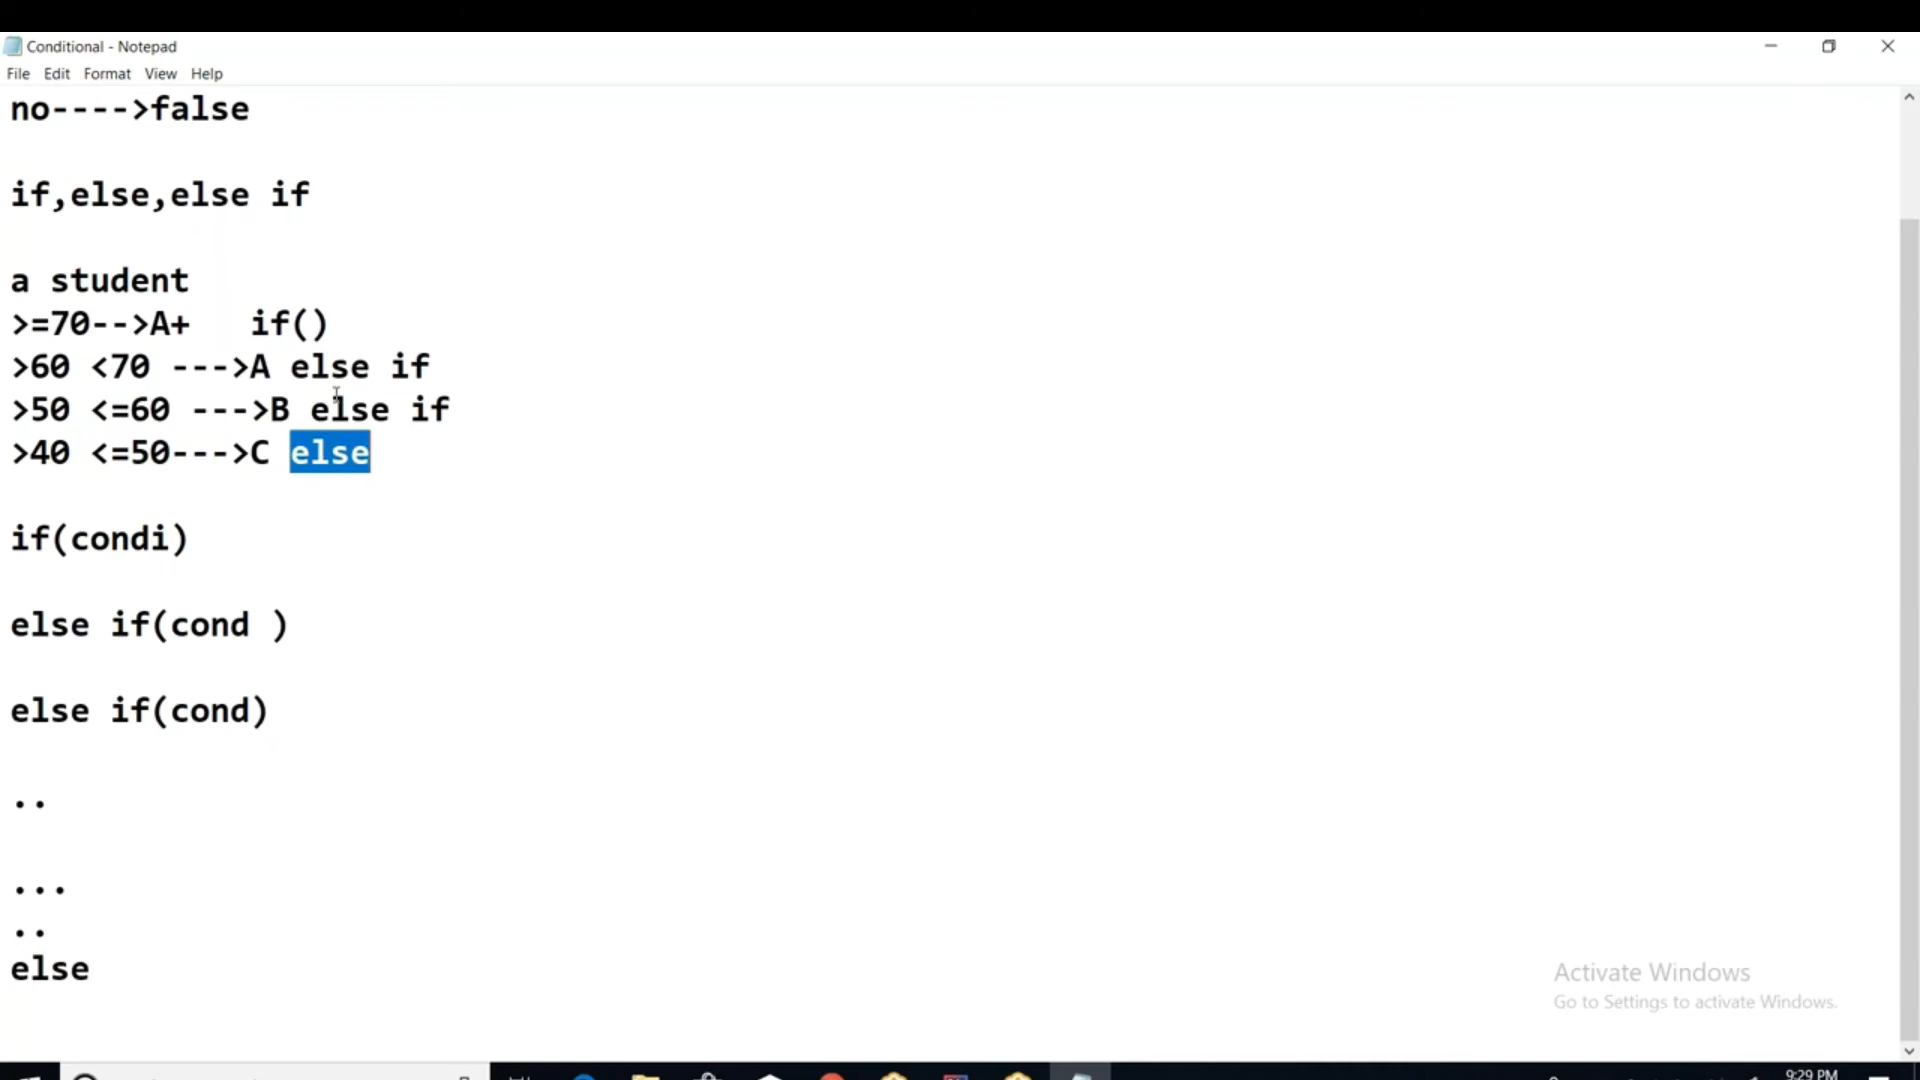 Conditional - Notepad
File Edit Format View Help
no---->false
if,else,else if
a student
>=70-->A+   if()
>60 <70 --->A else if
>50 <=60 --->B else if
>40 <=50--->C else
if(condi)
else if(cond )
else if(cond)
..
...
..
else
Activate Windows
Go to Settings to activate Windows.
9:29 PM